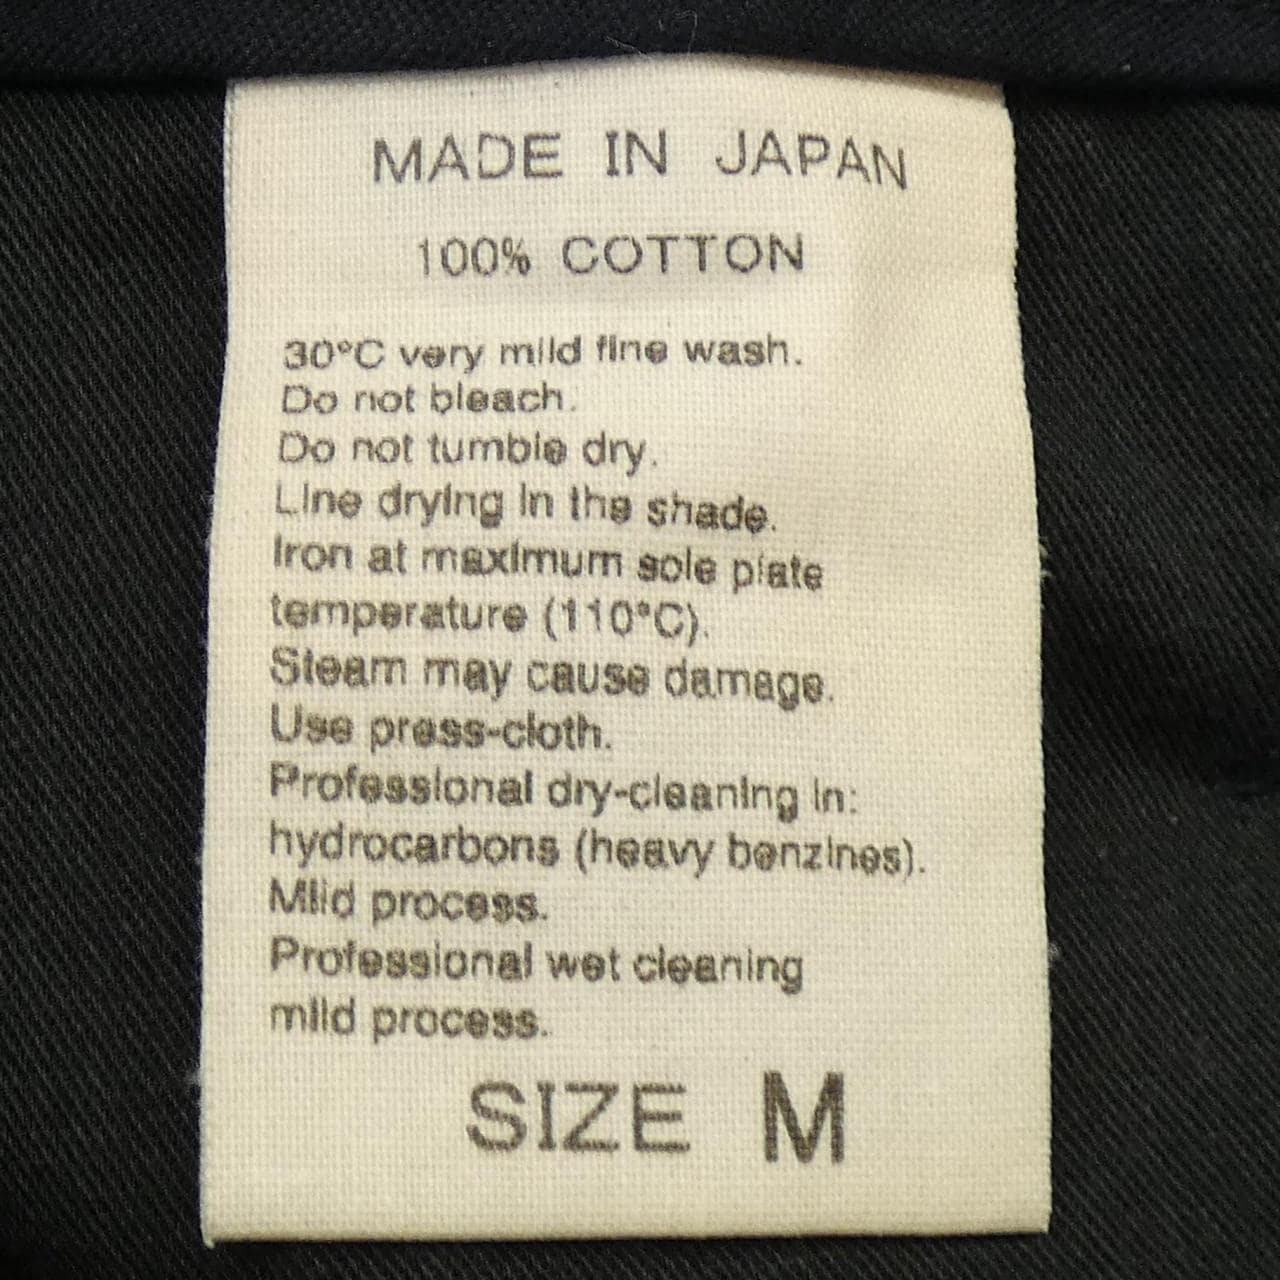 MADE IN JAPAN
100% COTTON
30°C very mild fine wash.
Do not bleach.
Do not tumble dry.
Line drying in the shade.
Iron at maximum sole plate
temperature (110°C).
Steam may cause damage.
Use press-cloth.
Professional dry-cleaning in:
hydrocarbons (heavy benzines).
Mild process.
Professional wet cleaning
mild process.
SIZE M